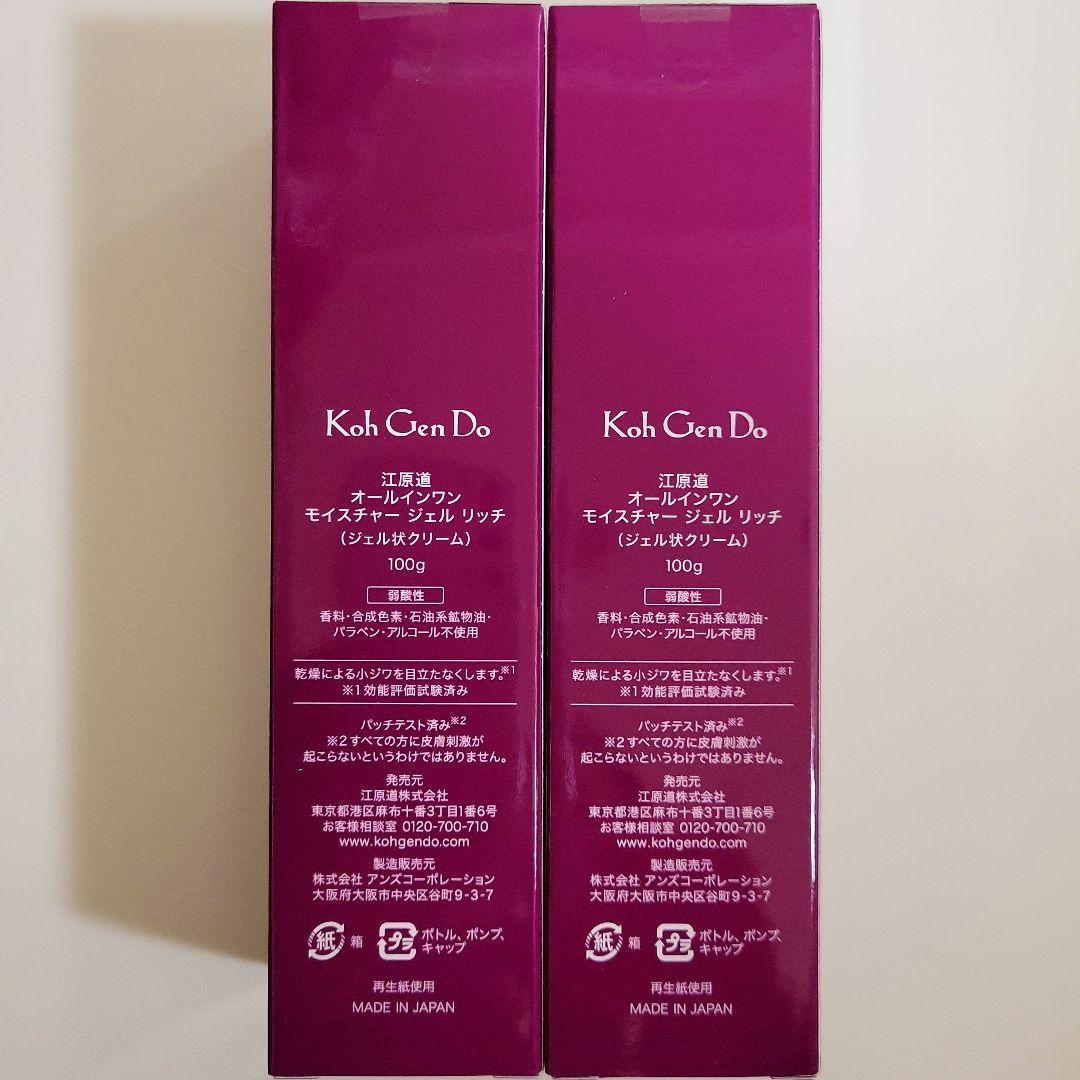 Koh Gen Do
江原道
オールインワン
モイスチャー ジェル リッチ
（ジェル状クリーム）
100g
弱酸性
香料・合成色素・石油系鉱物油・
パラベン・アルコール不使用
乾燥による小ジワを目立たなくします。※1
※1効能評価試験済み
パッチテスト済み※2
※2すべての方に皮膚刺激が
起こらないというわけではありません。
発売元
江原道株式会社
東京都港区麻布十番3丁目1番6号
お客様相談室 0120-700-710
www.kohgendo.com
製造販売元
株式会社 アンズコーポレーション
大阪府大阪市中央区谷町9-3-7
紙 箱 プラ ボトル、ポンプ、
キャップ
再生紙使用
MADE IN JAPAN
Koh Gen Do
江原道
オールインワン
モイスチャー ジェル リッチ
（ジェル状クリーム）
100g
弱酸性
香料・合成色素・石油系鉱物油・
パラベン・アルコール不使用
乾燥による小ジワを目立たなくします。※1
※1効能評価試験済み
パッチテスト済み※2
※2すべての方に皮膚刺激が
起こらないというわけではありません。
発売元
江原道株式会社
東京都港区麻布十番3丁目1番6号
お客様相談室 0120-700-710
www.kohgendo.com
製造販売元
株式会社 アンズコーポレーション
大阪府大阪市中央区谷町9-3-7
紙 箱 プラ ボトル、ポンプ、
キャップ
再生紙使用
MADE IN JAPAN